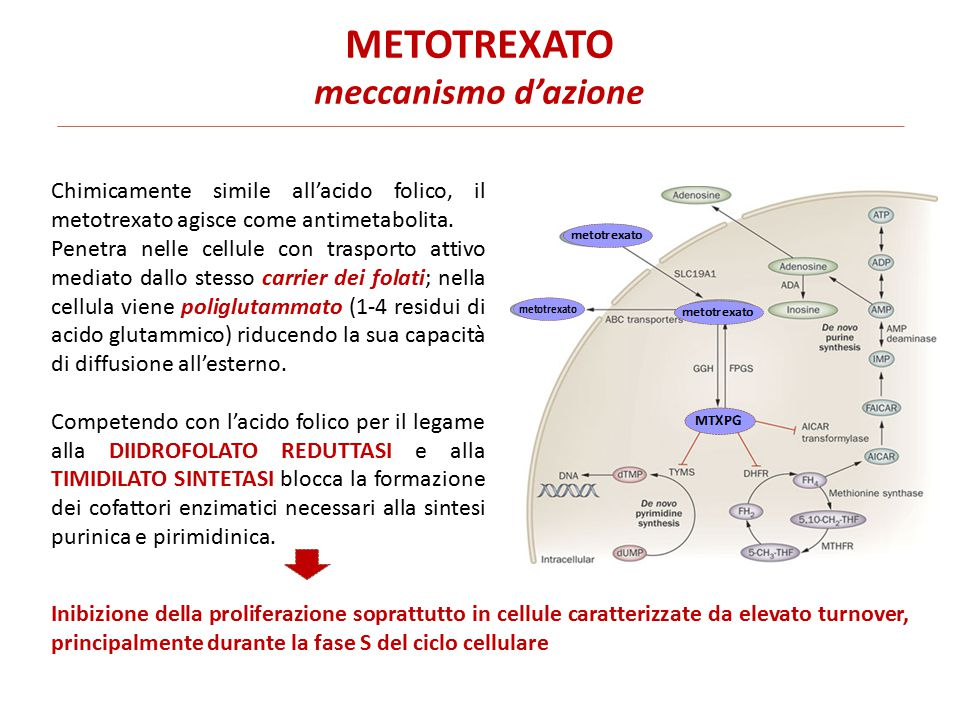 METOTREXATO
meccanismo d’azione
Chimicamente simile all’acido folico, il
metotrexato agisce come antimetabolita.
Penetra nelle cellule con trasporto attivo
mediato dallo stesso carrier dei folati; nella
cellula viene poliglutammato (1-4 residui di
acido glutammico) riducendo la sua capacità
di diffusione all’esterno.
Competendo con l’acido folico per il legame
alla DIIDROFOLATO REDUTTASI e alla
TIMIDILATO SINTETASI blocca la formazione
dei cofattori enzimatici necessari alla sintesi
purinica e pirimidinica.
Adenosine
ATP
metotrexato
ADP
SLC19A1
Adenosine
ADA
metotrexato
ABC transporters
metotrexato
Inosine
AMP
De novo
purine
synthesis
AMP
deaminase
IMP
GGH
FPGS
FAICAR
MTXPG
AICAR
transformylase
AICAR
DNA
dTMP
TYMS
DHFR
FH4
Methionine synthase
De novo
pyrimidine
synthesis
FH2
5,10-CH2-THF
MTHFR
Intracellular
dUMP
5-CH3-THF
Inibizione della proliferazione soprattutto in cellule caratterizzate da elevato turnover,
principalmente durante la fase S del ciclo cellulare